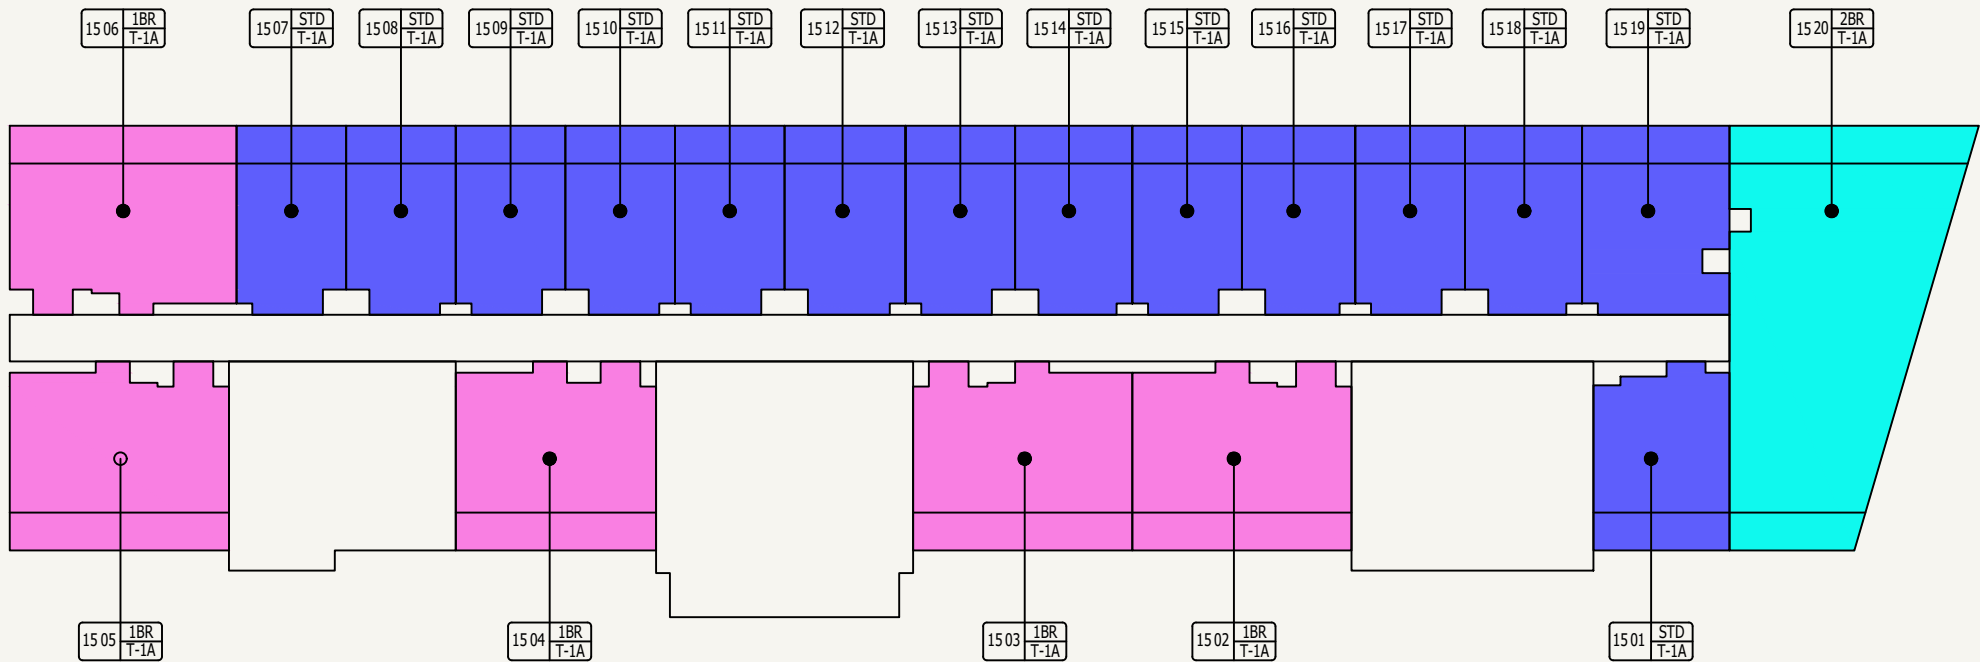 1506 1BR T-1A
1507 STD T-1A
1508 STD T-1A
1509 STD T-1A
1510 STD T-1A
1511 STD T-1A
1512 STD T-1A
1513 STD T-1A
1514 STD T-1A
1515 STD T-1A
1516 STD T-1A
1517 STD T-1A
1518 STD T-1A
1519 STD T-1A
1520 2BR T-1A
1505 1BR T-1A
1504 1BR T-1A
1503 1BR T-1A
1502 1BR T-1A
1501 STD T-1A